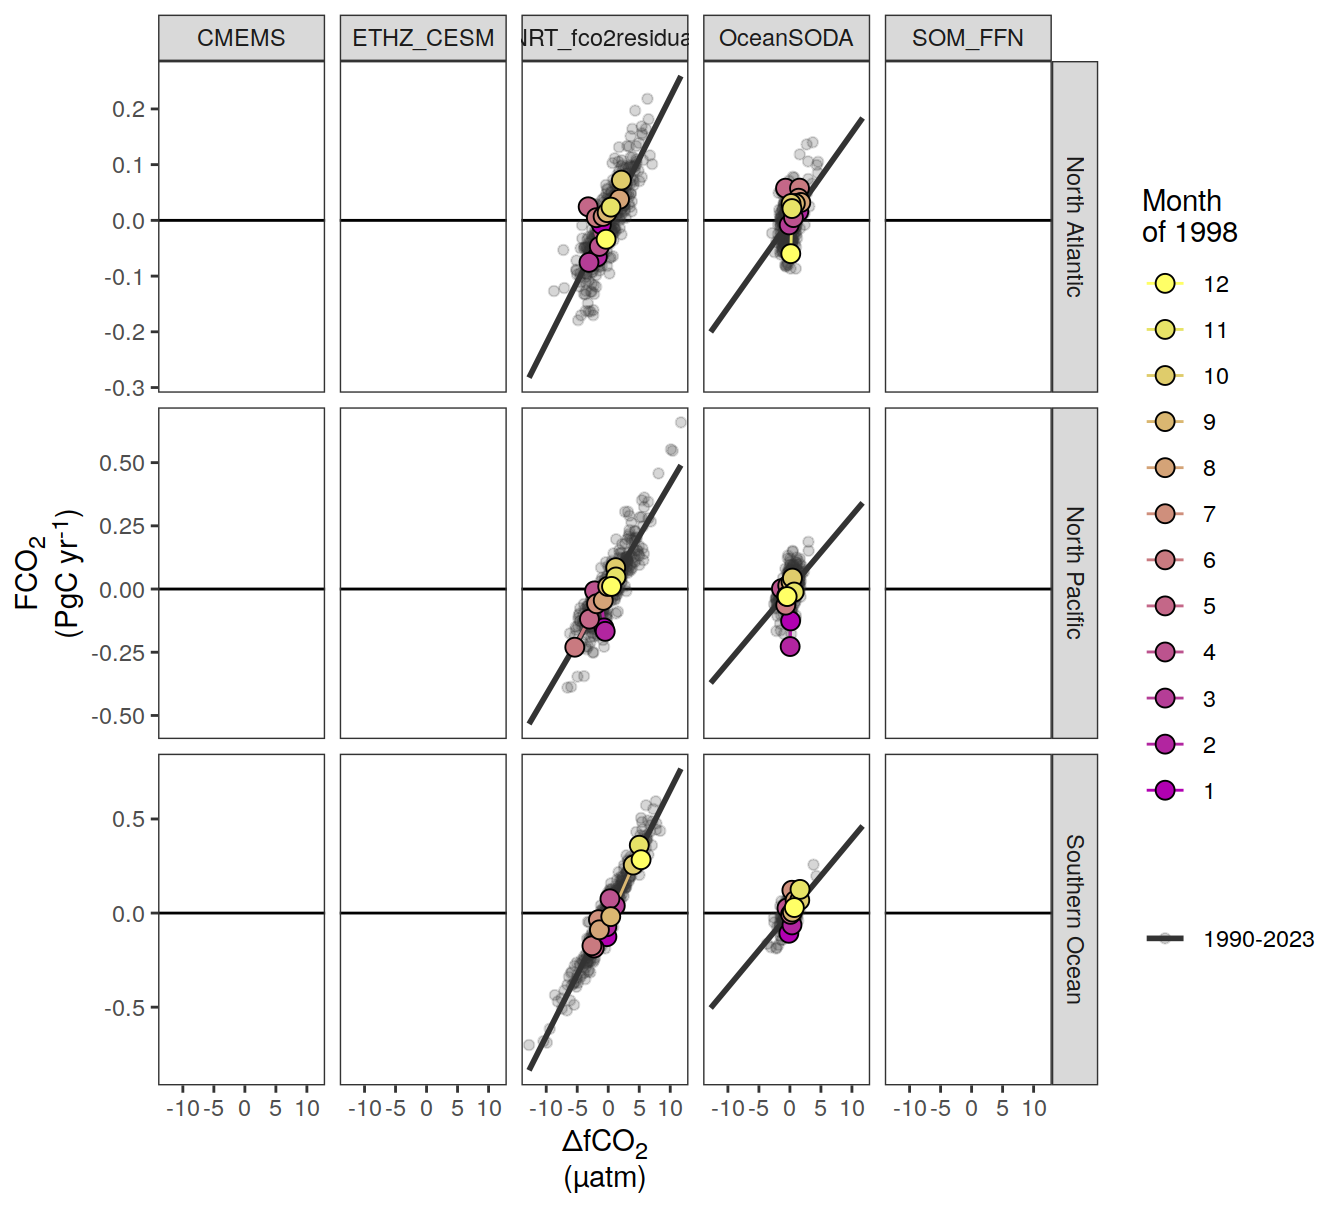 CMEMS ETHZ_CESM NRT_fco2residua OceanSODA SOM_FFN
0.2
0.1
0.0
-0.1
-0.2
-0.3
North Atlantic
0.50
0.25
0.00
-0.25
-0.50
North Pacific
0.5
0.0
-0.5
Southern Ocean
FCO2
(PgC yr-1)
-10 -5 0 5 10 -10 -5 0 5 10 -10 -5 0 5 10 -10 -5 0 5 10 -10 -5 0 5 10
ΔfCO2
(µatm)
Month
of 1998
12
11
10
9
8
7
6
5
4
3
2
1
1990-2023